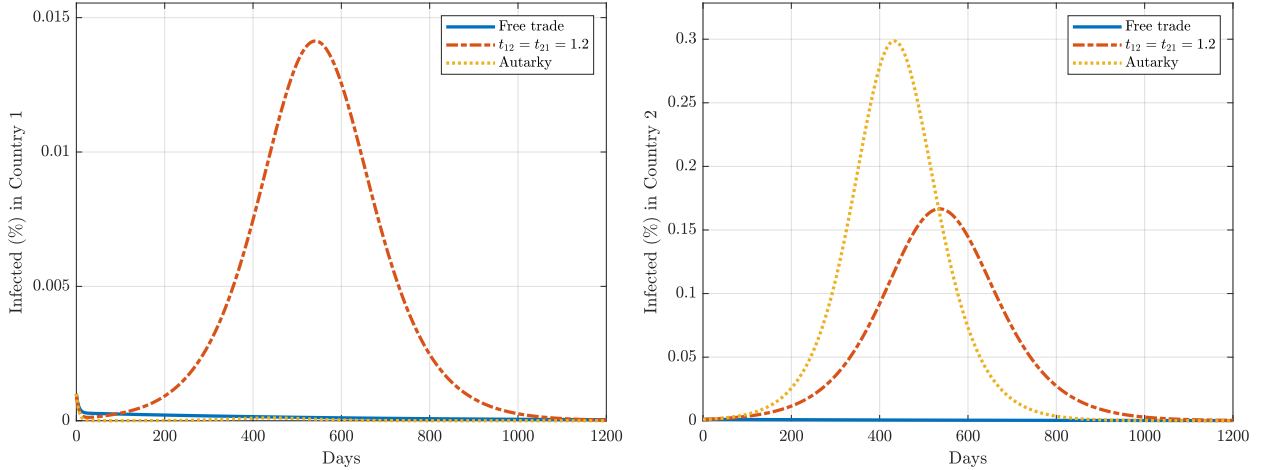 Infected (%) in Country 1
0.015
0.01
0.005
0
0 200 400 600 800 1000 1200
Days
Free trade
t₁₂ = t₂₁ = 1.2
Autarky
Infected (%) in Country 2
0.3
0.25
0.2
0.15
0.1
0.05
0
0 200 400 600 800 1000 1200
Days
Free trade
t₁₂ = t₂₁ = 1.2
Autarky